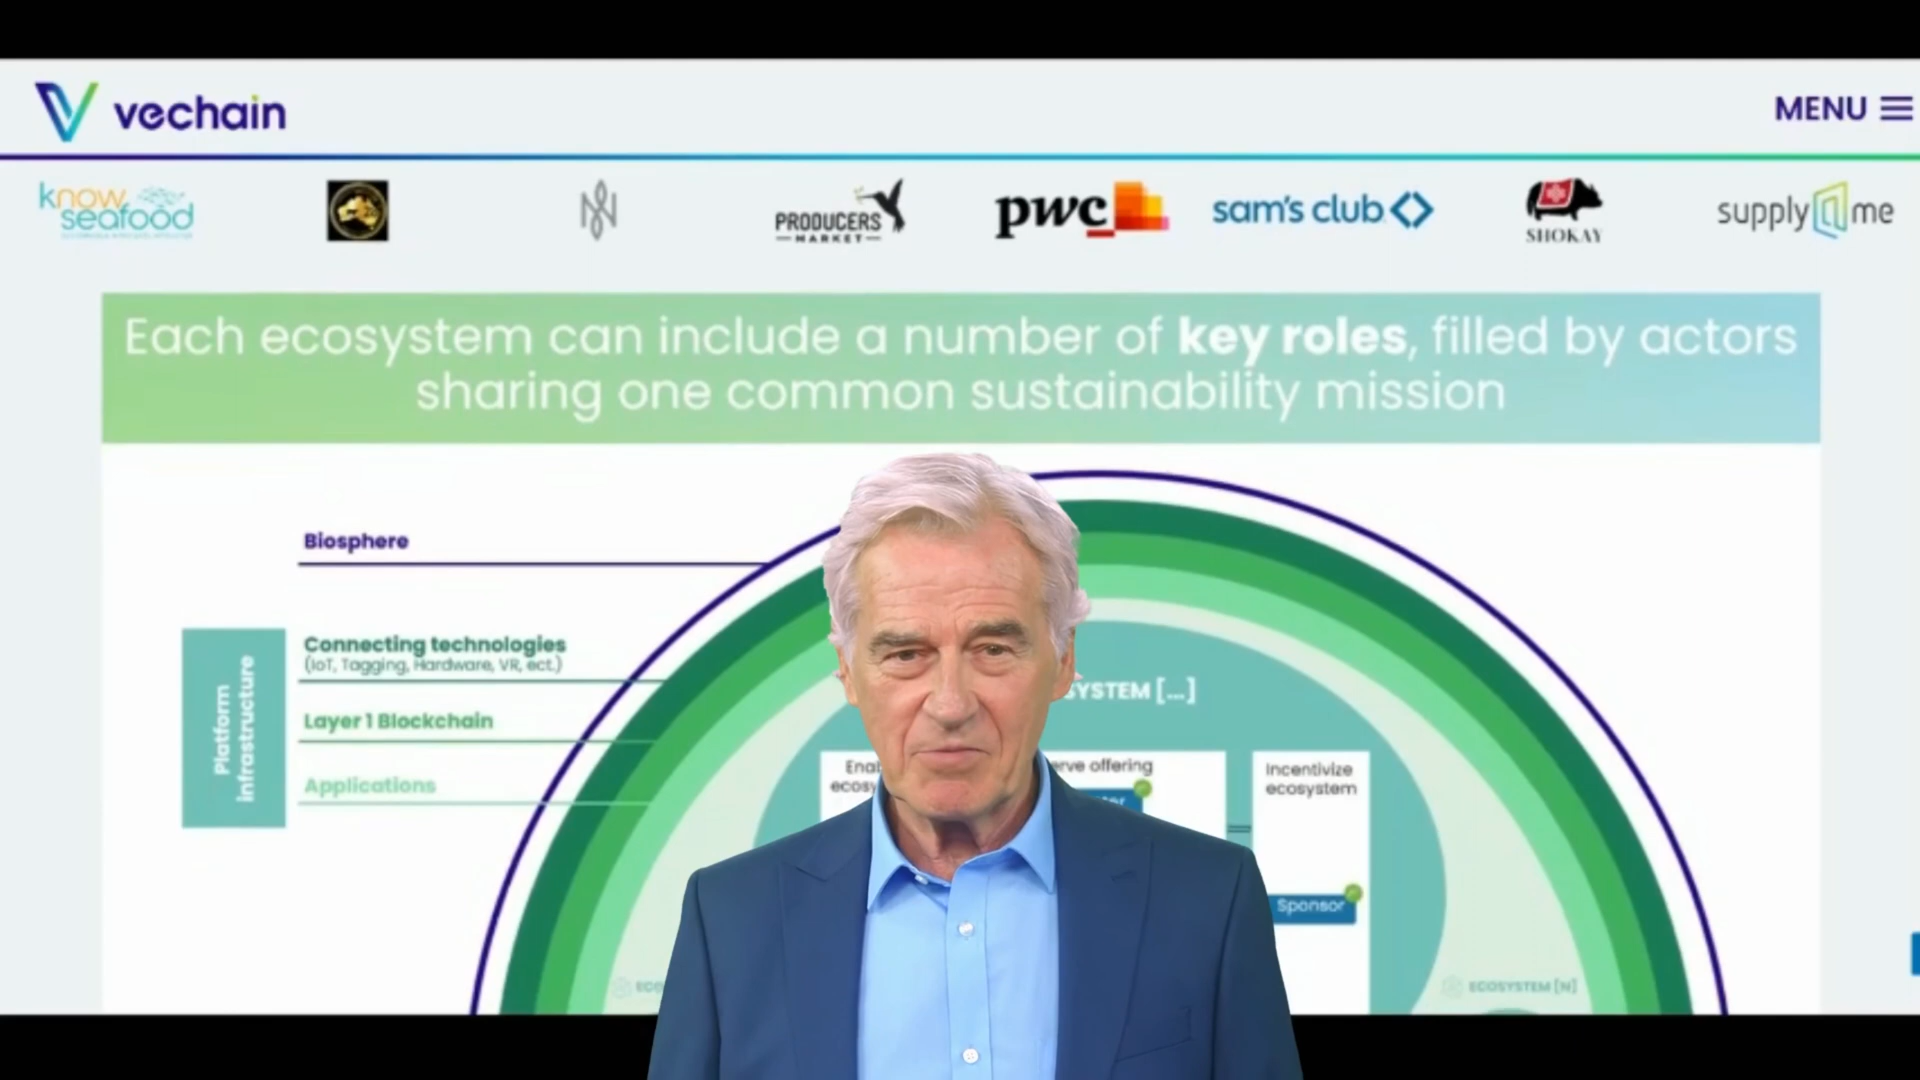 vechain
MENU
know
seafood
PRODUCERS
MARKET
pwc
sam's club
SHOKAY
supply me
Each ecosystem can include a number of key roles, filled by actors
sharing one common sustainability mission
Biosphere
Connecting technologies
(IoT, Tagging, Hardware, VR, ect.)
Layer 1 Blockchain
Applications
Platform
infrastructure
SYSTEM [...]
offering
Incentivize
ecosystem
Sponsor
ECOSYSTEM [N]